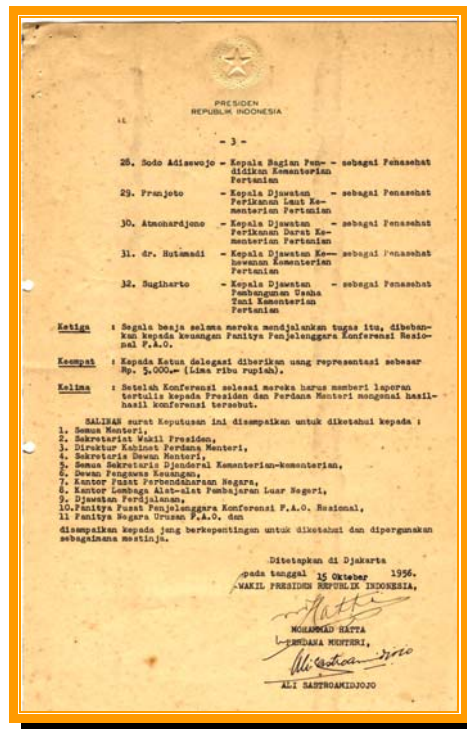 PRESIDEN
REPUBLIK INDONESIA
- 3 -
28. Sodo Adisewojo - Kepala Bagian Pen- - sebagai Penasehat
didikan Kementerian
Pertanian
29. Pranjoto - Kepala Djawatan - sebagai Penasehat
Perikanan Laut Ke-
menterian Pertanian
30. Atmohardjono - Kepala Djawatan - sebagai Penasehat
Perikanan Darat Ke-
menterian Pertanian
31. dr. Hutamadi - Kepala Djawatan Ke-- sebagai Penasehat
hewanan Kementerian
Pertanian
32. Sugiharto - Kepala Djawatan - sebagai Penasehat
Pembangunan Usaha
Tani Kementerian
Pertanian
Ketiga : Segala beaja selama mereka mendjalankan tugas itu, dibeban-
kan kepada keuangan Panitya Penjelenggara Konferensi Resio-
nal F.A.O.
Keempat : Kepada Ketua delegasi diberikan uang representasi sebesar
Rp. 5.000.- (Lima ribu rupiah).
Kelima : Setelah Konferensi selesai mereka harus memberi laporan
tertulis kepada Presiden dan Perdana Menteri mengenai hasil-
hasil konferensi tersebut.
SALINAN surat Keputusan ini disampaikan untuk diketahui kepada :
1. Semua Menteri,
2. Sekretariat Wakil Presiden,
3. Direktur Kabinet Perdana Menteri,
4. Sekretaris Dewan Menteri,
5. Semua Sekretaris Djenderal Kementerian-kementerian,
6. Dewan Pengawas Keuangan,
7. Kantor Pusat Perbendaharaan Negara,
8. Kantor Lembaga Alat-alat Pembajaran Luar Negeri,
9. Djawatan Perdjalanan,
10.Panitya Pusat Penjelenggara Konferensi F.A.O. Resional,
11 Panitya Negara Urusan F.A.O. dan
disampaikan kepada jang berkepentingan untuk diketahui dan dipergunakan
sebagaimana mestinja.
Ditetapkan di Djakarta
pada tanggal 15 Oktober 1956.
WAKIL PRESIDEN REPUBLIK INDONESIA,
MOHAMMAD HATTA
PERDANA MENTERI,
Ali Sastroamidjojo
ALI SASTROAMIDJOJO